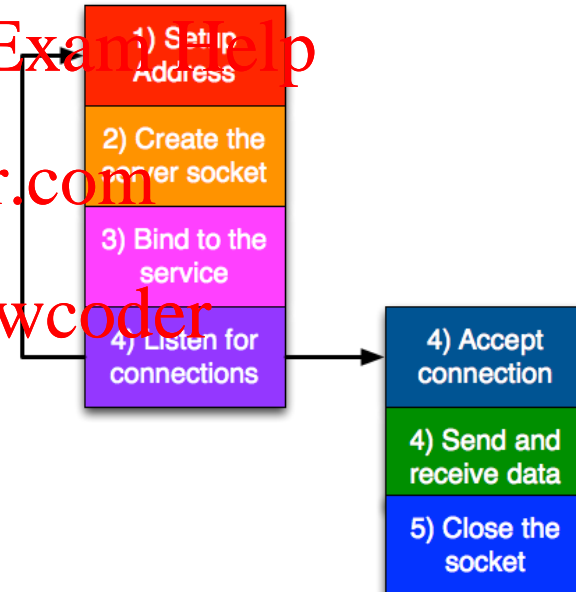 Exam Help
1) Setup
Address
2) Create the
server socket
r.com
3) Bind to the
service
wcoder
4) Listen for
connections
4) Accept
connection
4) Send and
receive data
5) Close the
socket